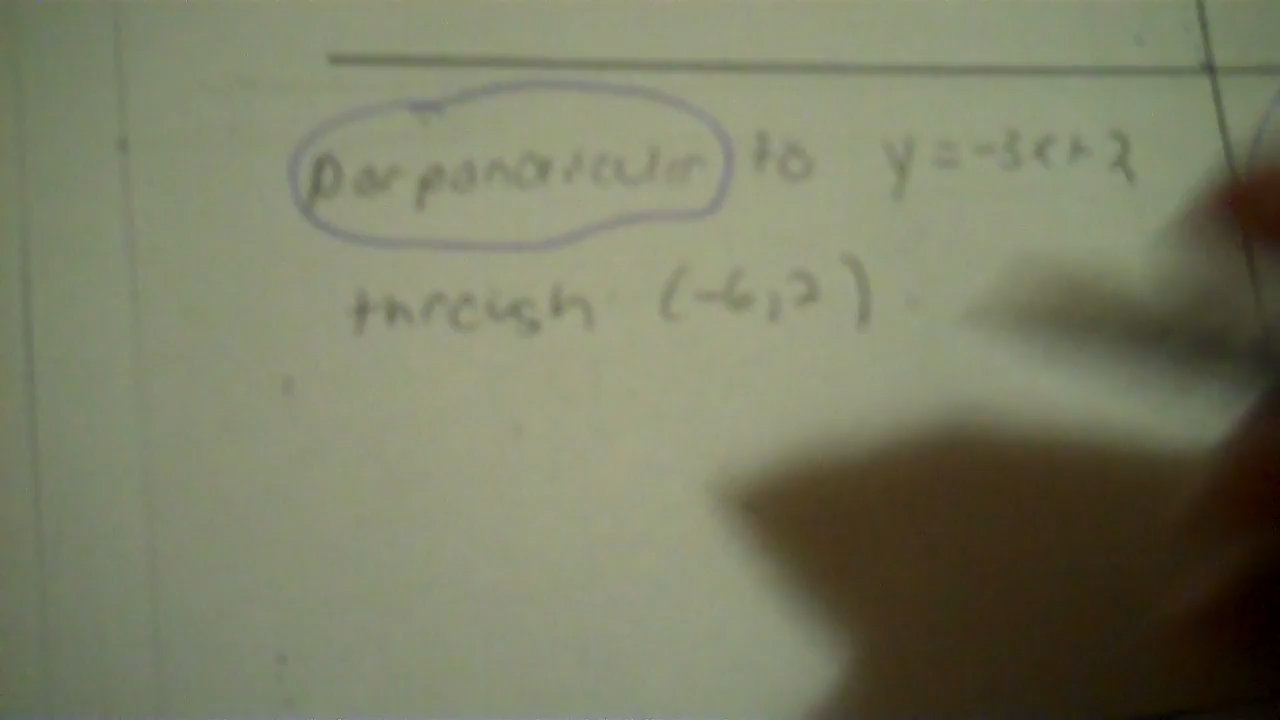 perpendicular to y = -3x + 2
through (-6,2)